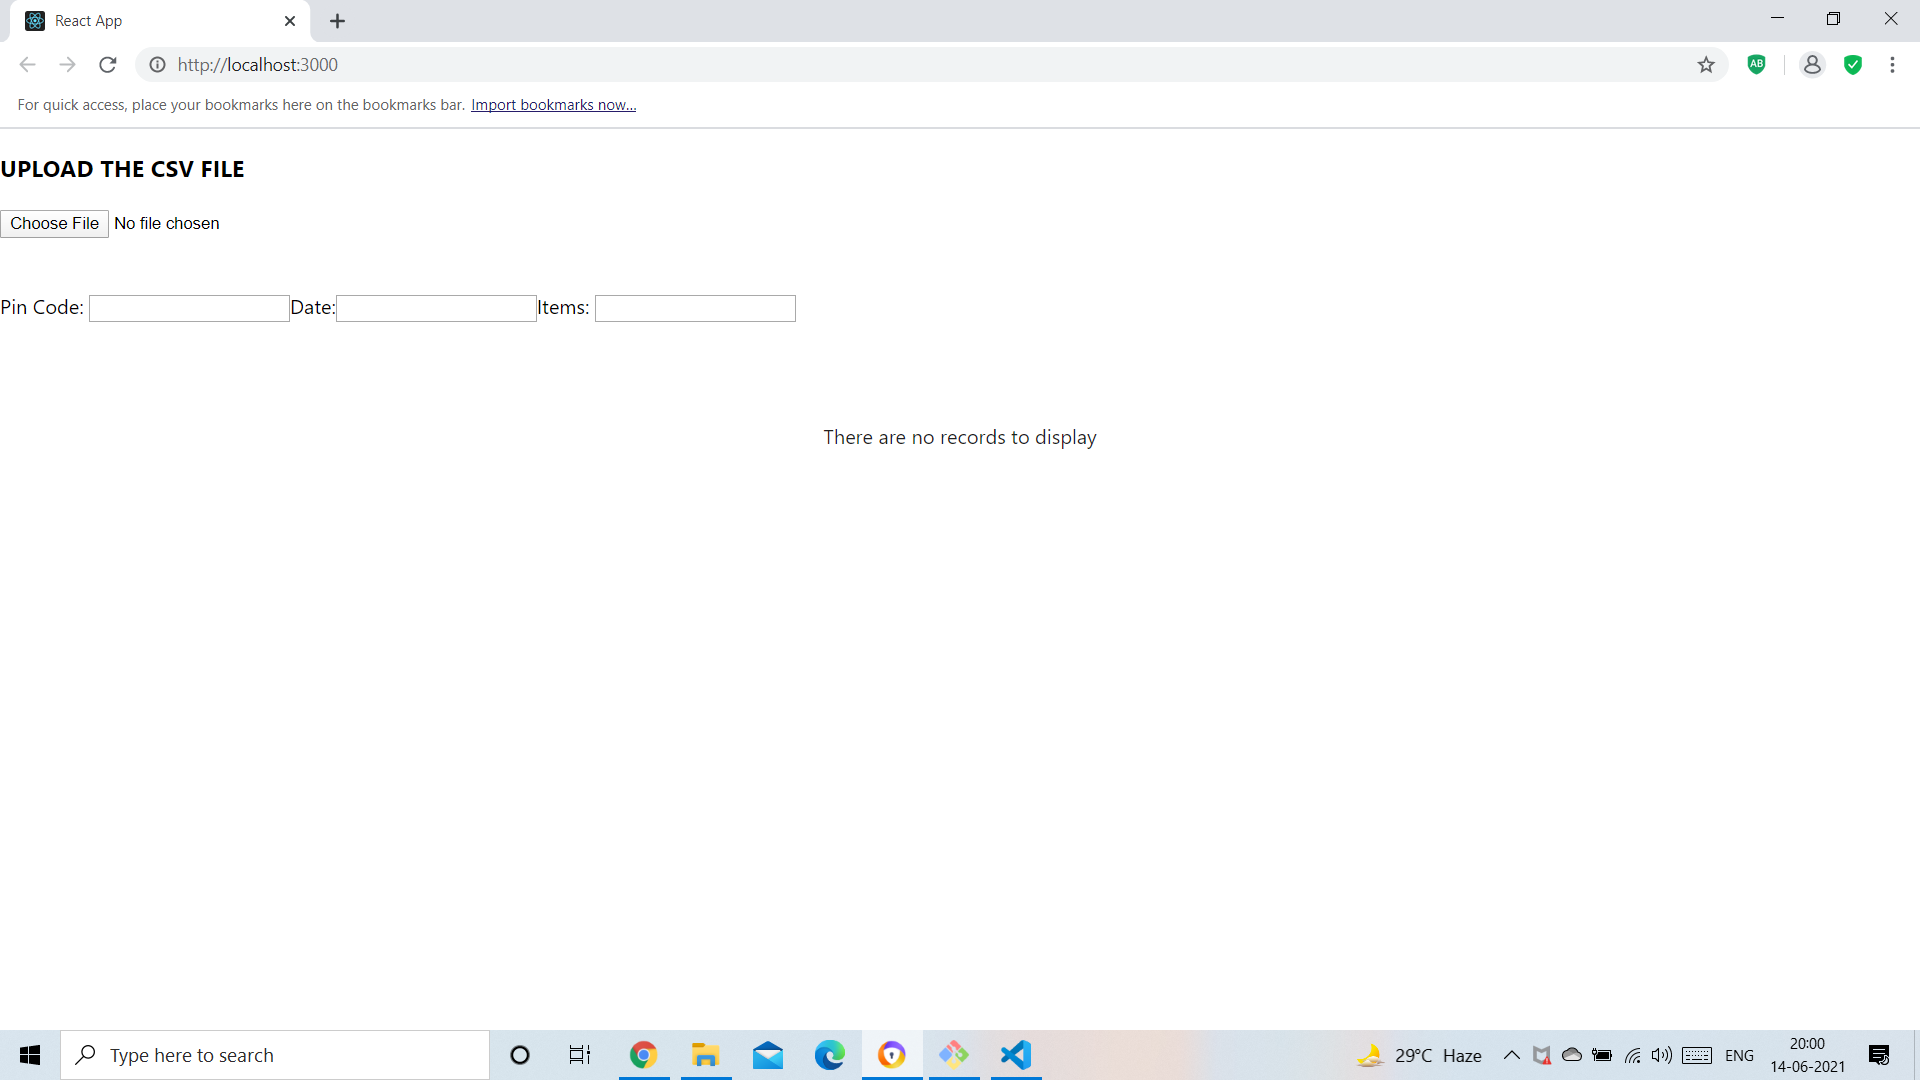 React App
http://localhost:3000
AB
For quick access, place your bookmarks here on the bookmarks bar. Import bookmarks now...
UPLOAD THE CSV FILE
Choose File No file chosen
Pin Code: Date: Items:
There are no records to display
Type here to search
29°C Haze
ENG
20:00
14-06-2021